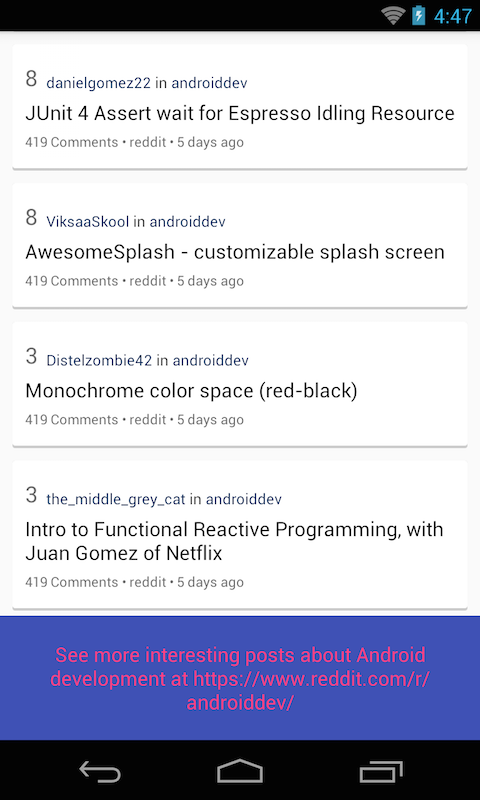 4:47
8 danielgomez22 in androiddev
JUnit 4 Assert wait for Espresso Idling Resource
419 Comments • reddit • 5 days ago
8 ViksaaSkool in androiddev
AwesomeSplash - customizable splash screen
419 Comments • reddit • 5 days ago
3 Distelzombie42 in androiddev
Monochrome color space (red-black)
419 Comments • reddit • 5 days ago
3 the_middle_grey_cat in androiddev
Intro to Functional Reactive Programming, with
Juan Gomez of Netflix
419 Comments • reddit • 5 days ago
See more interesting posts about Android
development at https://www.reddit.com/r/
androiddev/